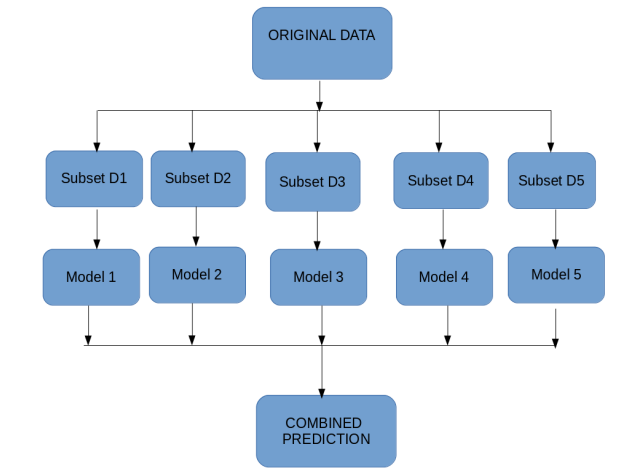 ORIGINAL DATA
Subset D1
Subset D2
Subset D3
Subset D4
Subset D5
Model 1
Model 2
Model 3
Model 4
Model 5
COMBINED
PREDICTION